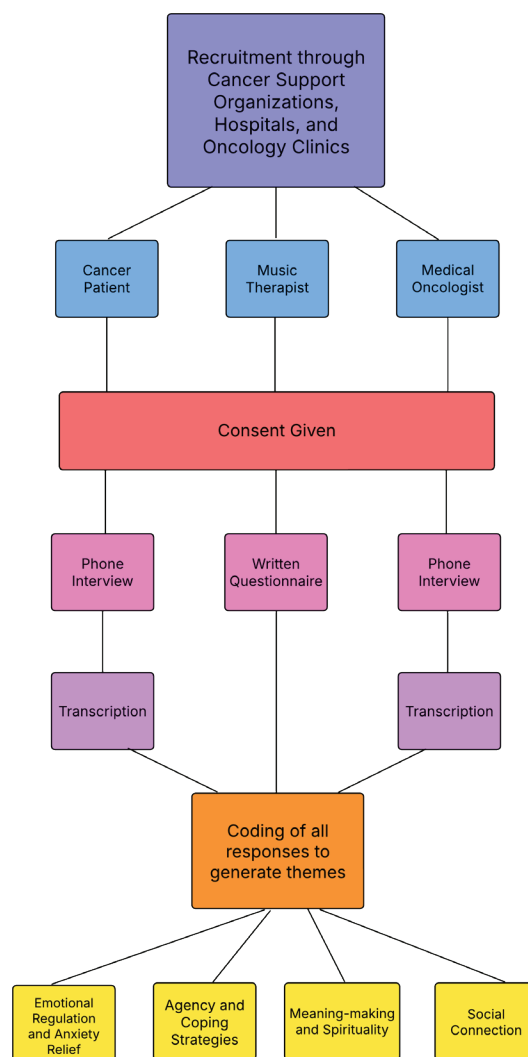 Recruitment through
Cancer Support
Organizations,
Hospitals, and
Oncology Clinics
Cancer
Patient
Music
Therapist
Medical
Oncologist
Consent Given
Phone
Interview
Written
Questionnaire
Phone
Interview
Transcription
Transcription
Coding of all
responses to
generate themes
Emotional
Regulation
and Anxiety
Relief
Agency and
Coping
Strategies
Meaning-making
and Spirituality
Social
Connection